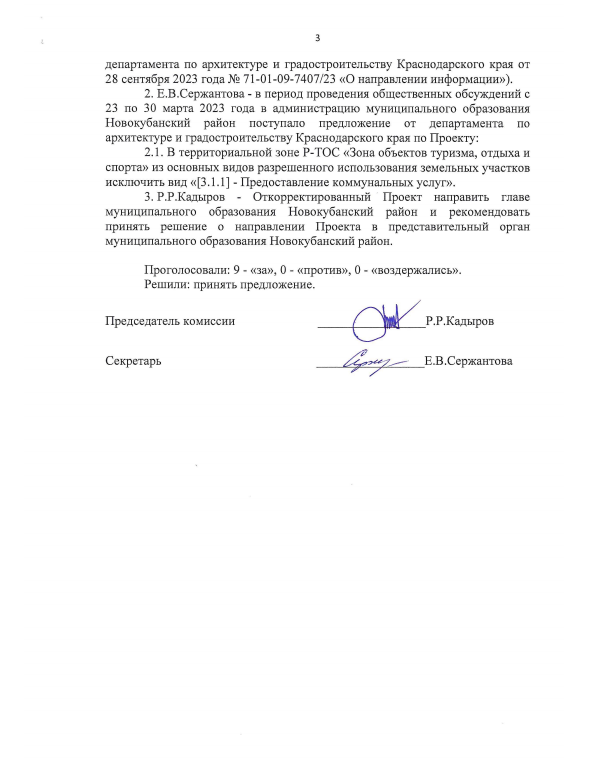 3
департамента по архитектуре и градостроительству Краснодарского края от
28 сентября 2023 года № 71-01-09-7407/23 «О направлении информации»).
2. Е.В.Сержантова - в период проведения общественных обсуждений с
23 по 30 марта 2023 года в администрацию муниципального образования
Новокубанский район поступало предложение от департамента по
архитектуре и градостроительству Краснодарского края по Проекту:
2.1. В территориальной зоне Р-ТОС «Зона объектов туризма, отдыха и
спорта» из основных видов разрешенного использования земельных участков
исключить вид «[3.1.1] - Предоставление коммунальных услуг».
3. Р.Р.Кадыров - Откорректированный Проект направить главе
муниципального образования Новокубанский район и рекомендовать
принять решение о направлении Проекта в представительный орган
муниципального образования Новокубанский район.
Проголосовали: 9 - «за», 0 - «против», 0 - «воздержались».
Решили: принять предложение.
Председатель комиссии Р.Р.Кадыров
Секретарь Е.В.Сержантова